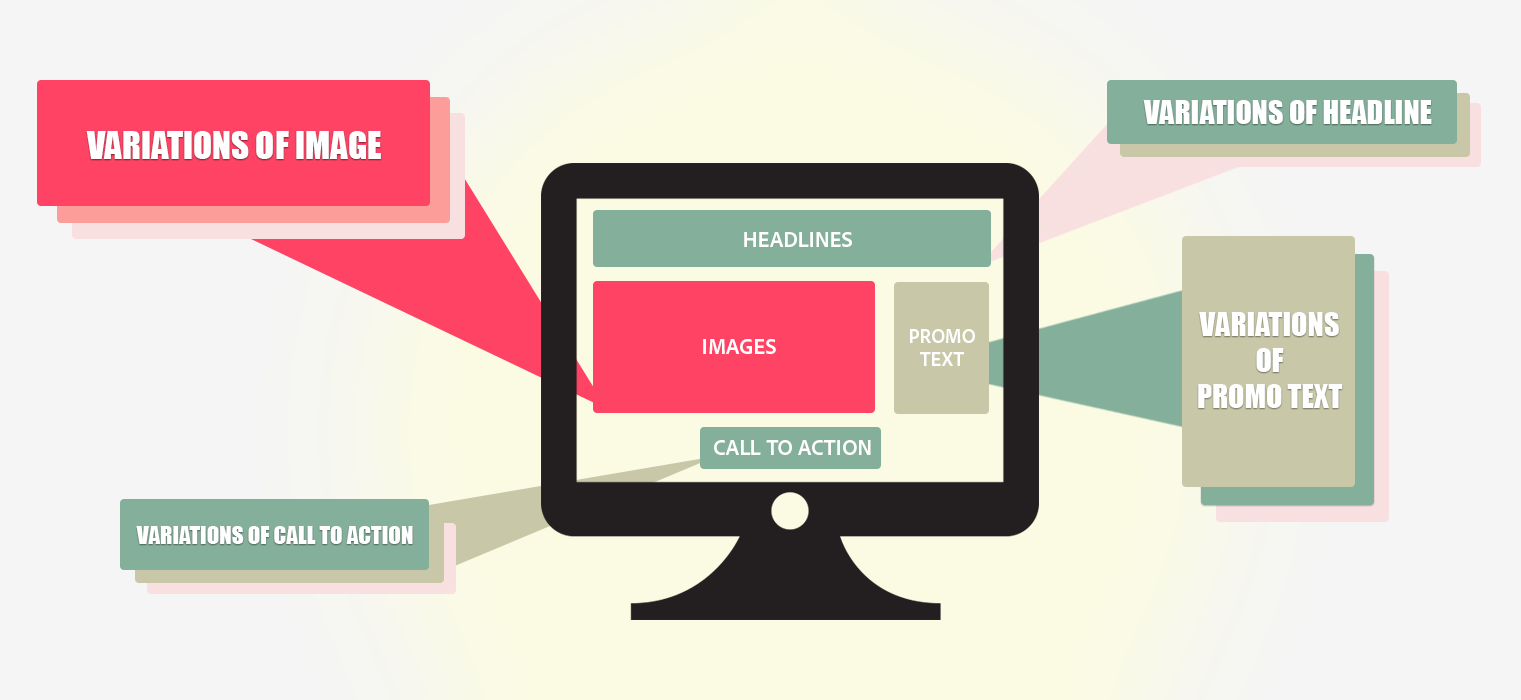 VARIATIONS OF IMAGE
VARIATIONS OF HEADLINE
HEADLINES
IMAGES
PROMO
TEXT
CALL TO ACTION
VARIATIONS
OF
PROMO TEXT
VARIATIONS OF CALL TO ACTION